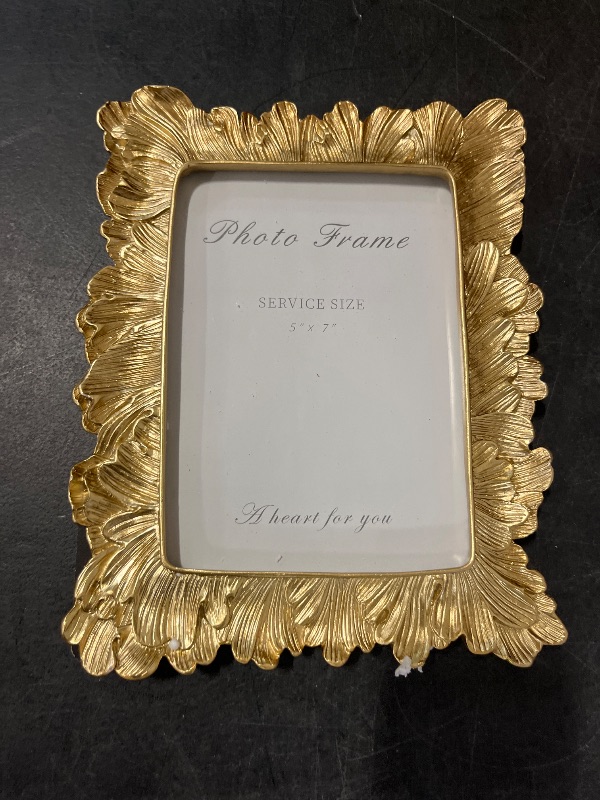 Photo Frame
SERVICE SIZE
5" x 7"
A heart for you